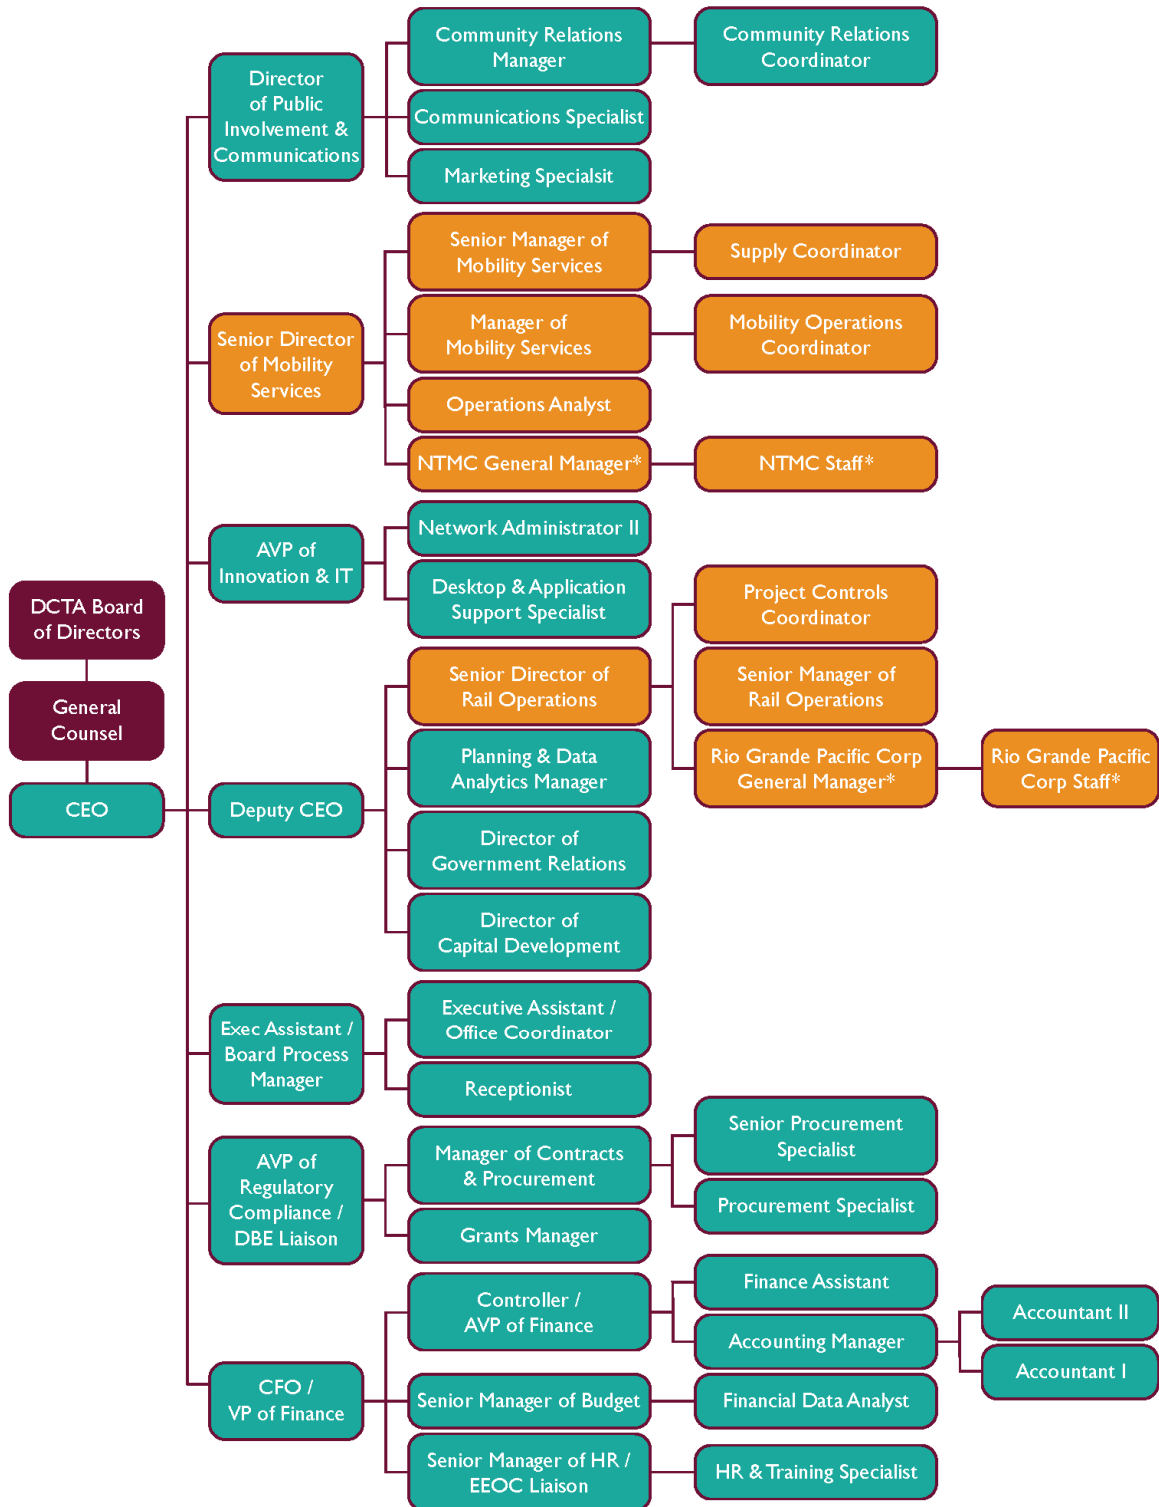 Community Relations
Manager
Community Relations
Coordinator
Director
of Public
Involvement &
Communications
Communications Specialist
Marketing Specialsit
Senior Manager of
Mobility Services
Supply Coordinator
Senior Director
of Mobility
Services
Manager of
Mobility Services
Mobility Operations
Coordinator
Operations Analyst
NTMC General Manager*
NTMC Staff*
AVP of
Innovation & IT
Network Administrator II
Desktop & Application
Support Specialist
DCTA Board
of Directors
General
Counsel
CEO
Deputy CEO
Senior Director of
Rail Operations
Project Controls
Coordinator
Senior Manager of
Rail Operations
Rio Grande Pacific Corp
General Manager*
Rio Grande Pacific
Corp Staff*
Planning & Data
Analytics Manager
Director of
Government Relations
Director of
Capital Development
Exec Assistant /
Board Process
Manager
Executive Assistant /
Office Coordinator
Receptionist
AVP of
Regulatory
Compliance /
DBE Liaison
Manager of Contracts
& Procurement
Senior Procurement
Specialist
Procurement Specialist
Grants Manager
CFO /
VP of Finance
Controller /
AVP of Finance
Finance Assistant
Accounting Manager
Accountant II
Accountant I
Senior Manager of Budget
Financial Data Analyst
Senior Manager of HR /
EEOC Liaison
HR & Training Specialist